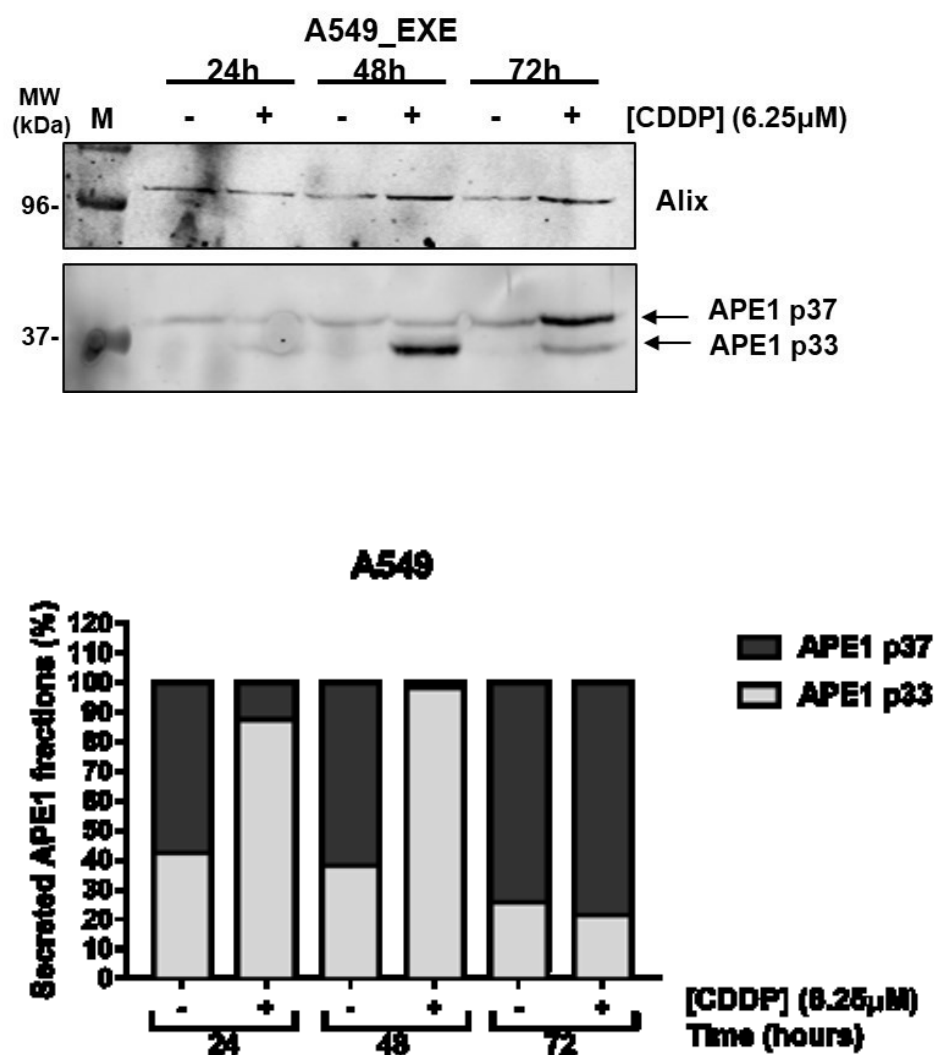 A549_EXE
24h 48h 72h
MW
(kDa) M - + - + - + [CDDP] (6.25μM)
96- Alix
APE1 p37
37- APE1 p33
A549
Secrated APE1 fractions (%)
120
110
100
90
80
70
60
50
40
30
20
10
0
APE1 p37
APE1 p33
- + - + - + [CDDP] (6.25μM)
24 48 72 Time (hours)